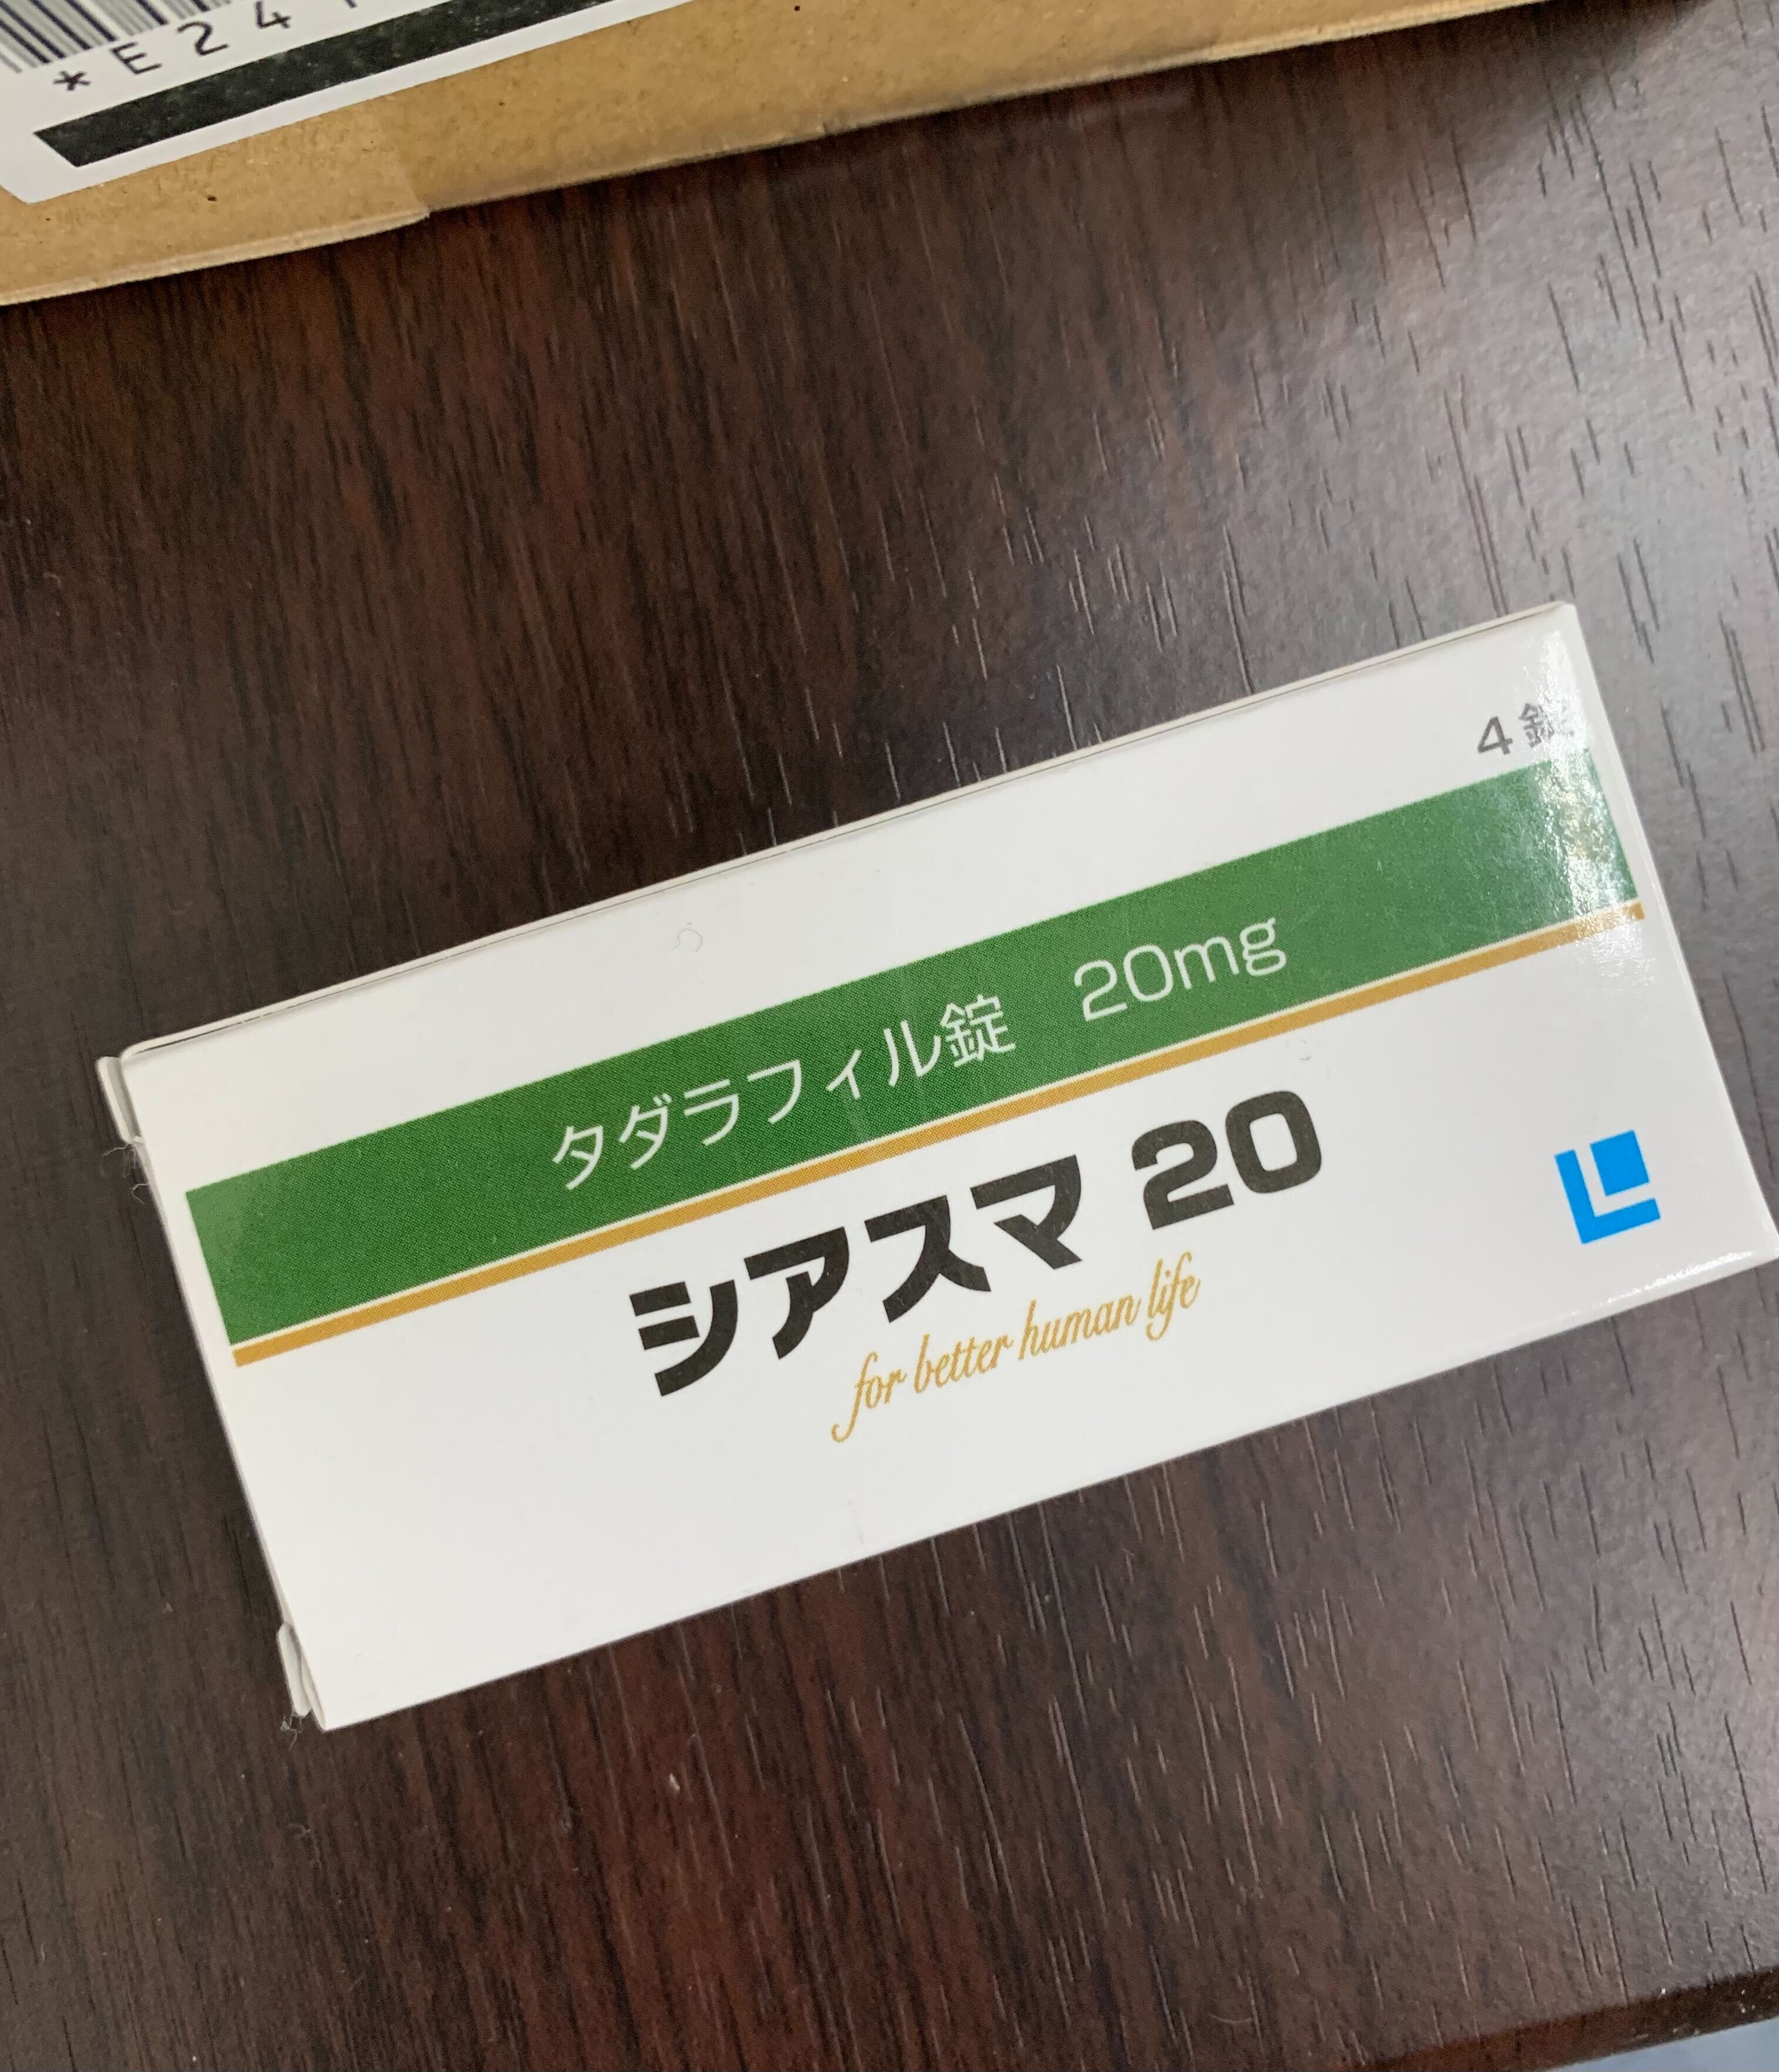 *E24
4錠
タダラフィル錠 20mg
シアスマ 20
for better human life